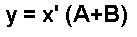 y = x' (A+B)